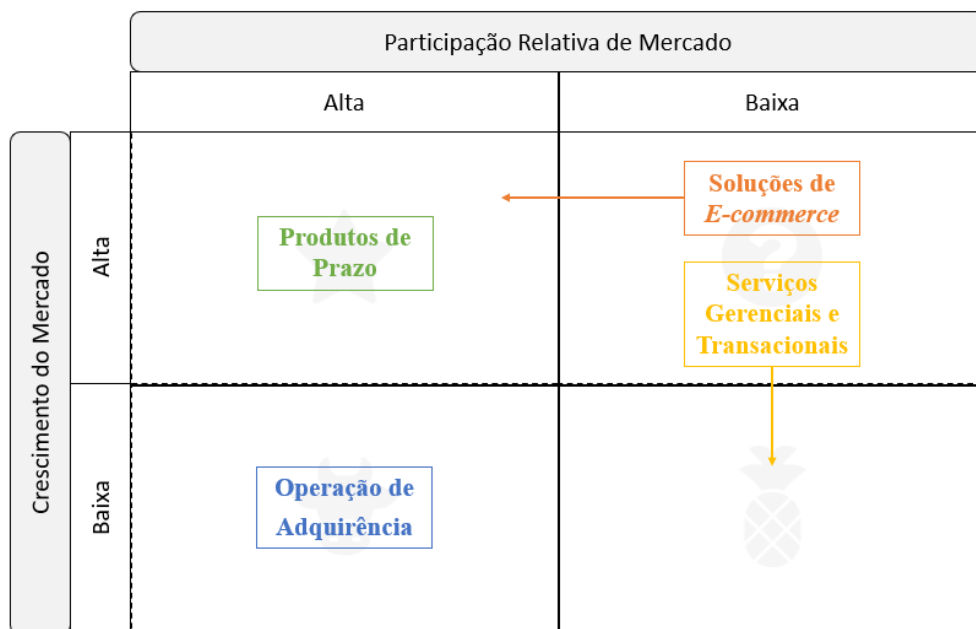 Participação Relativa de Mercado
Alta
Baixa
Crescimento do Mercado
Alta
Produtos de
Prazo
Soluções de
E-commerce
Serviços
Gerenciais e
Transacionais
Baixa
Operação de
Adquirência